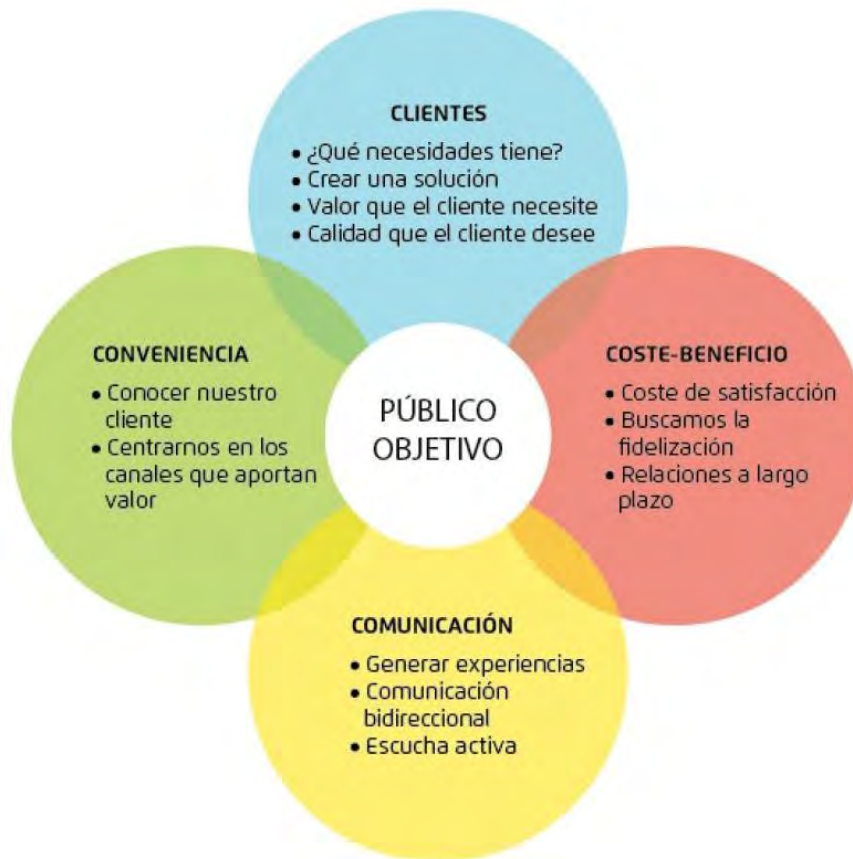 CLIENTES
• ¿Qué necesidades tiene?
• Crear una solución
• Valor que el cliente necesite
• Calidad que el cliente desee
CONVENIENCIA
• Conocer nuestro
cliente
• Centrarnos en los
canales que aportan
valor
PÚBLICO
OBJETIVO
COSTE-BENEFICIO
• Coste de satisfacción
• Buscamos la
fidelización
• Relaciones a largo
plazo
COMUNICACIÓN
• Generar experiencias
• Comunicación
bidireccional
• Escucha activa